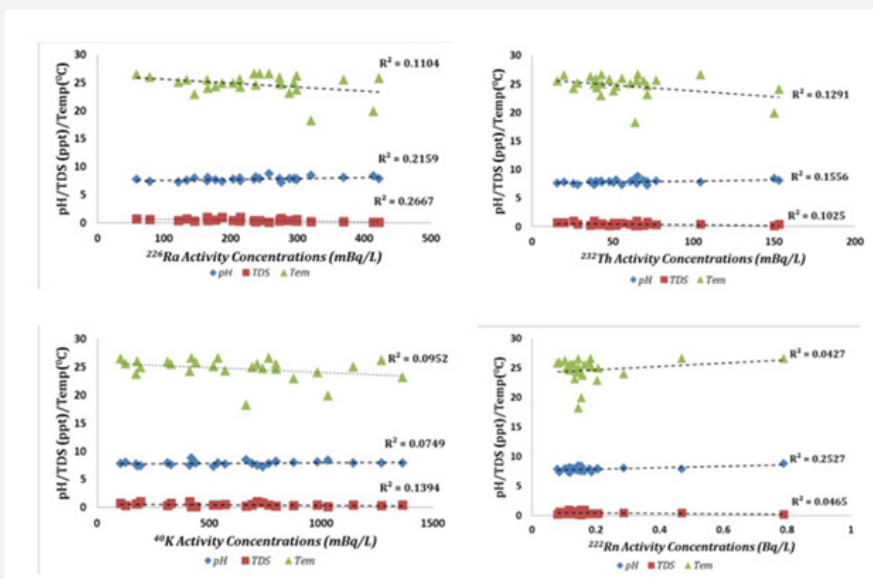 30
25
20
15
10
5
0
pH/TDS (ppt)/Temp(⁰C)
R² = 0.1104
R² = 0.2159
R² = 0.2667
0 100 200 300 400 500
²²⁶Ra Activity Concentrations (mBq/L)
pH TDS Tem
30
25
20
15
10
5
0
pH/TDS (ppt)/Temp(⁰C)
R² = 0.1291
R² = 0.1556
R² = 0.1025
0 50 100 150 200
²³²Th Activity Concentrations (mBq/L)
pH TDS Tem
30
25
20
15
10
5
0
pH/TDS (ppt)/Temp(⁰C)
R² = 0.0952
R² = 0.0749
R² = 0.1394
0 500 1000 1500
⁴⁰K Activity Concentrations (mBq/L)
pH TDS Tem
30
25
20
15
10
5
0
pH/TDS (ppt)/Temp(⁰C)
R² = 0.0427
R² = 0.2527
R² = 0.0465
0 0.2 0.4 0.6 0.8 1
²²²Rn Activity Concentrations (Bq/L)
pH TDS Tem